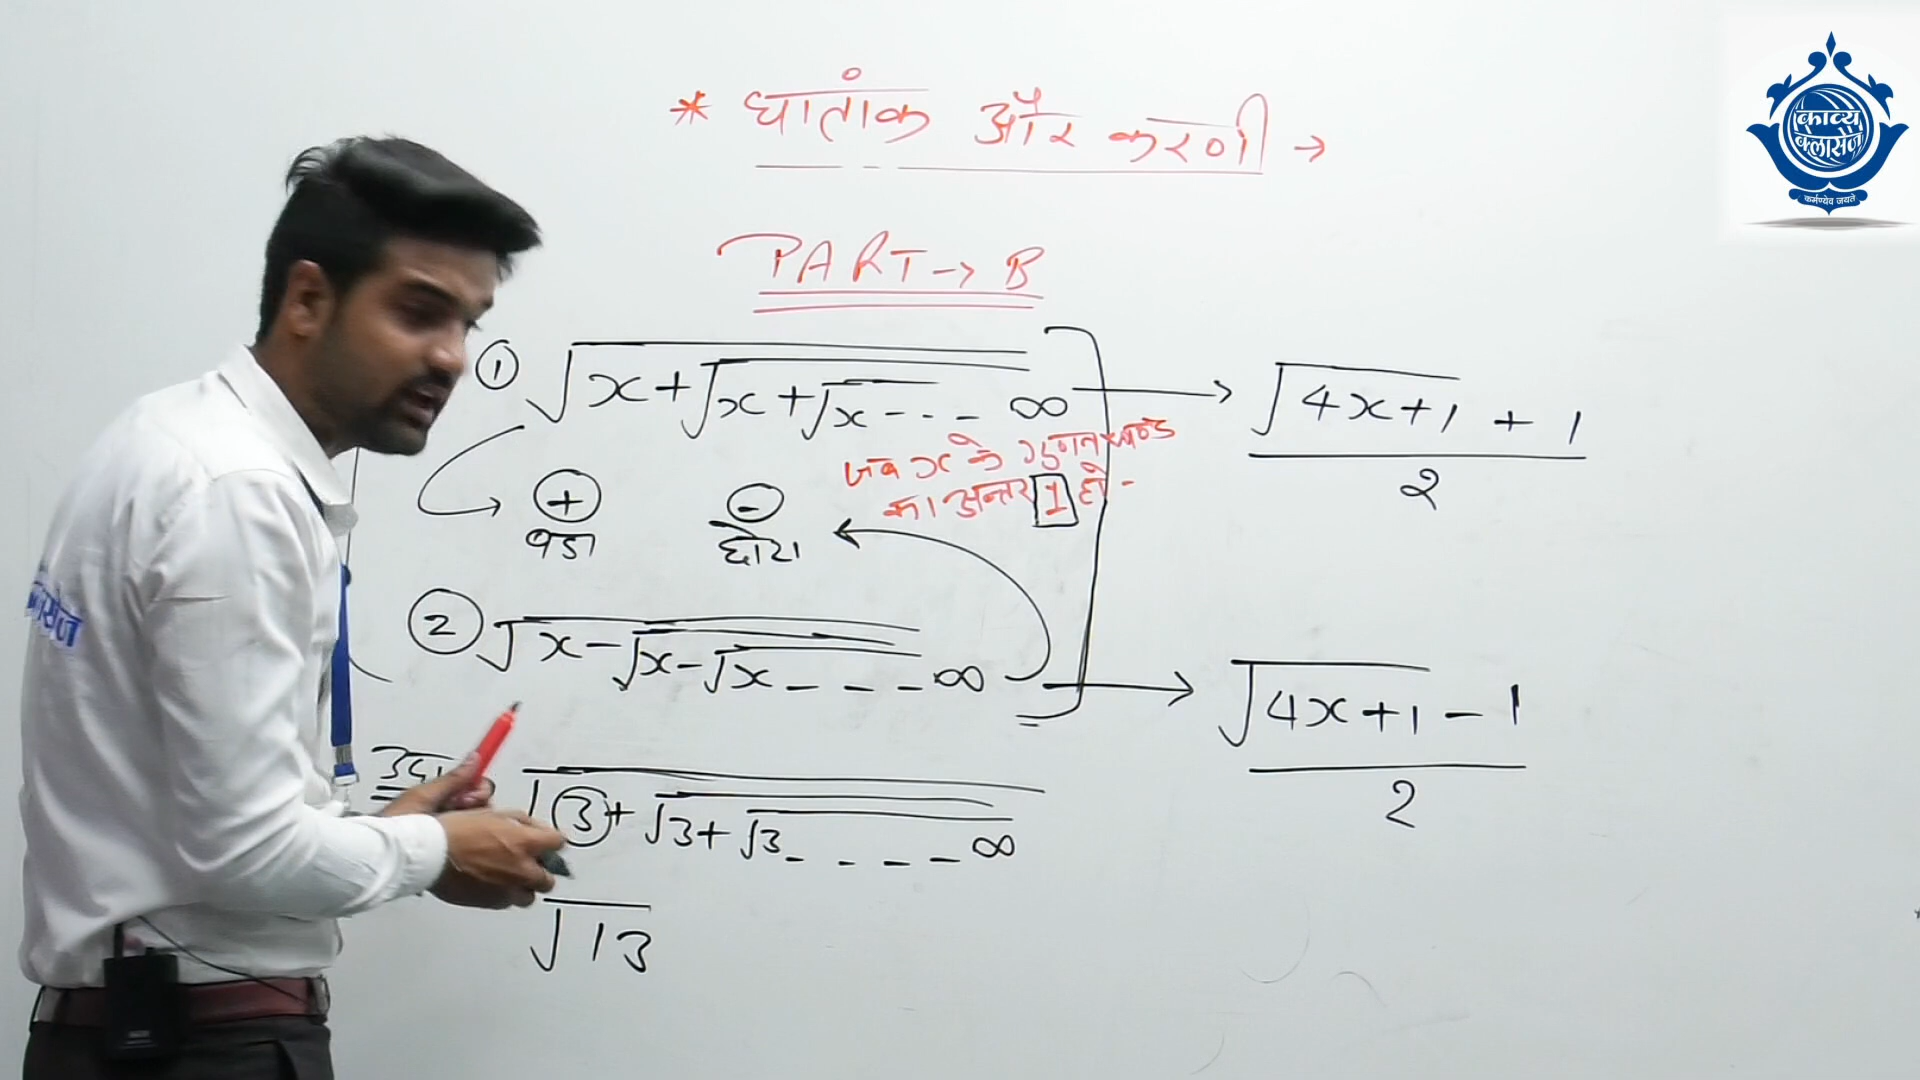 * घातांक और करणी →
PART → B
① √x+√x+√x--- ∞ → (√4x+1 + 1)/2
जब x के गुणनखण्ड
का अन्तर 1 हो -
+ -
बडा छोटा
② √x-√x-√x---- ∞ → (√4x+1 - 1)/2
√3+√3+√3----- ∞
√13
काव्य
क्लासेज
कर्मण्येव जयते